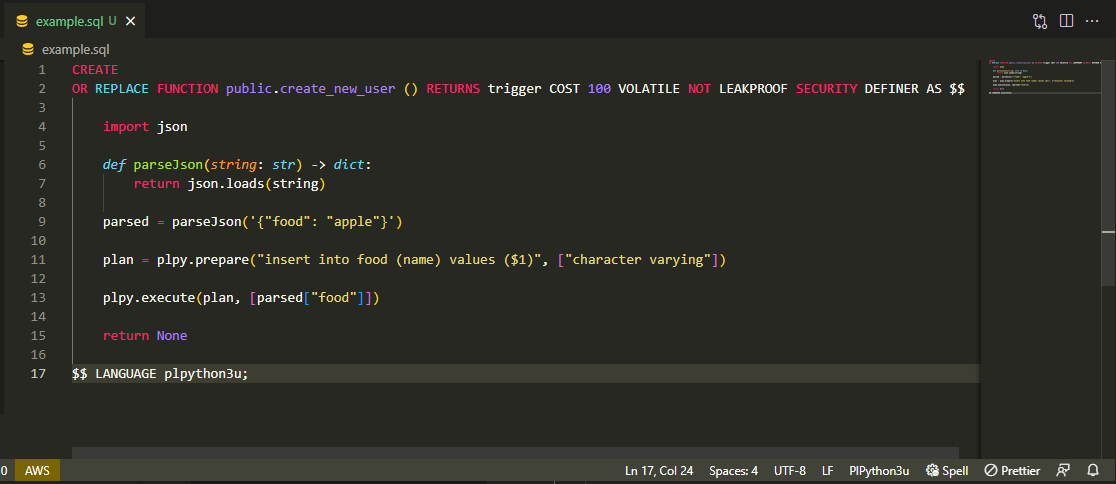 example.sql U
example.sql
1 CREATE
2 OR REPLACE FUNCTION public.create_new_user () RETURNS trigger COST 100 VOLATILE NOT LEAKPROOF SECURITY DEFINER AS $$
3
4 import json
5
6 def parseJson(string: str) -> dict:
7 return json.loads(string)
8
9 parsed = parseJson('{"food": "apple"}')
10
11 plan = plpy.prepare("insert into food (name) values ($1)", ["character varying"])
12
13 plpy.execute(plan, [parsed["food"]])
14
15 return None
16
17 $$ LANGUAGE plpython3u;
0 AWS Ln 17, Col 24 Spaces: 4 UTF-8 LF PlPython3u Spell Prettier